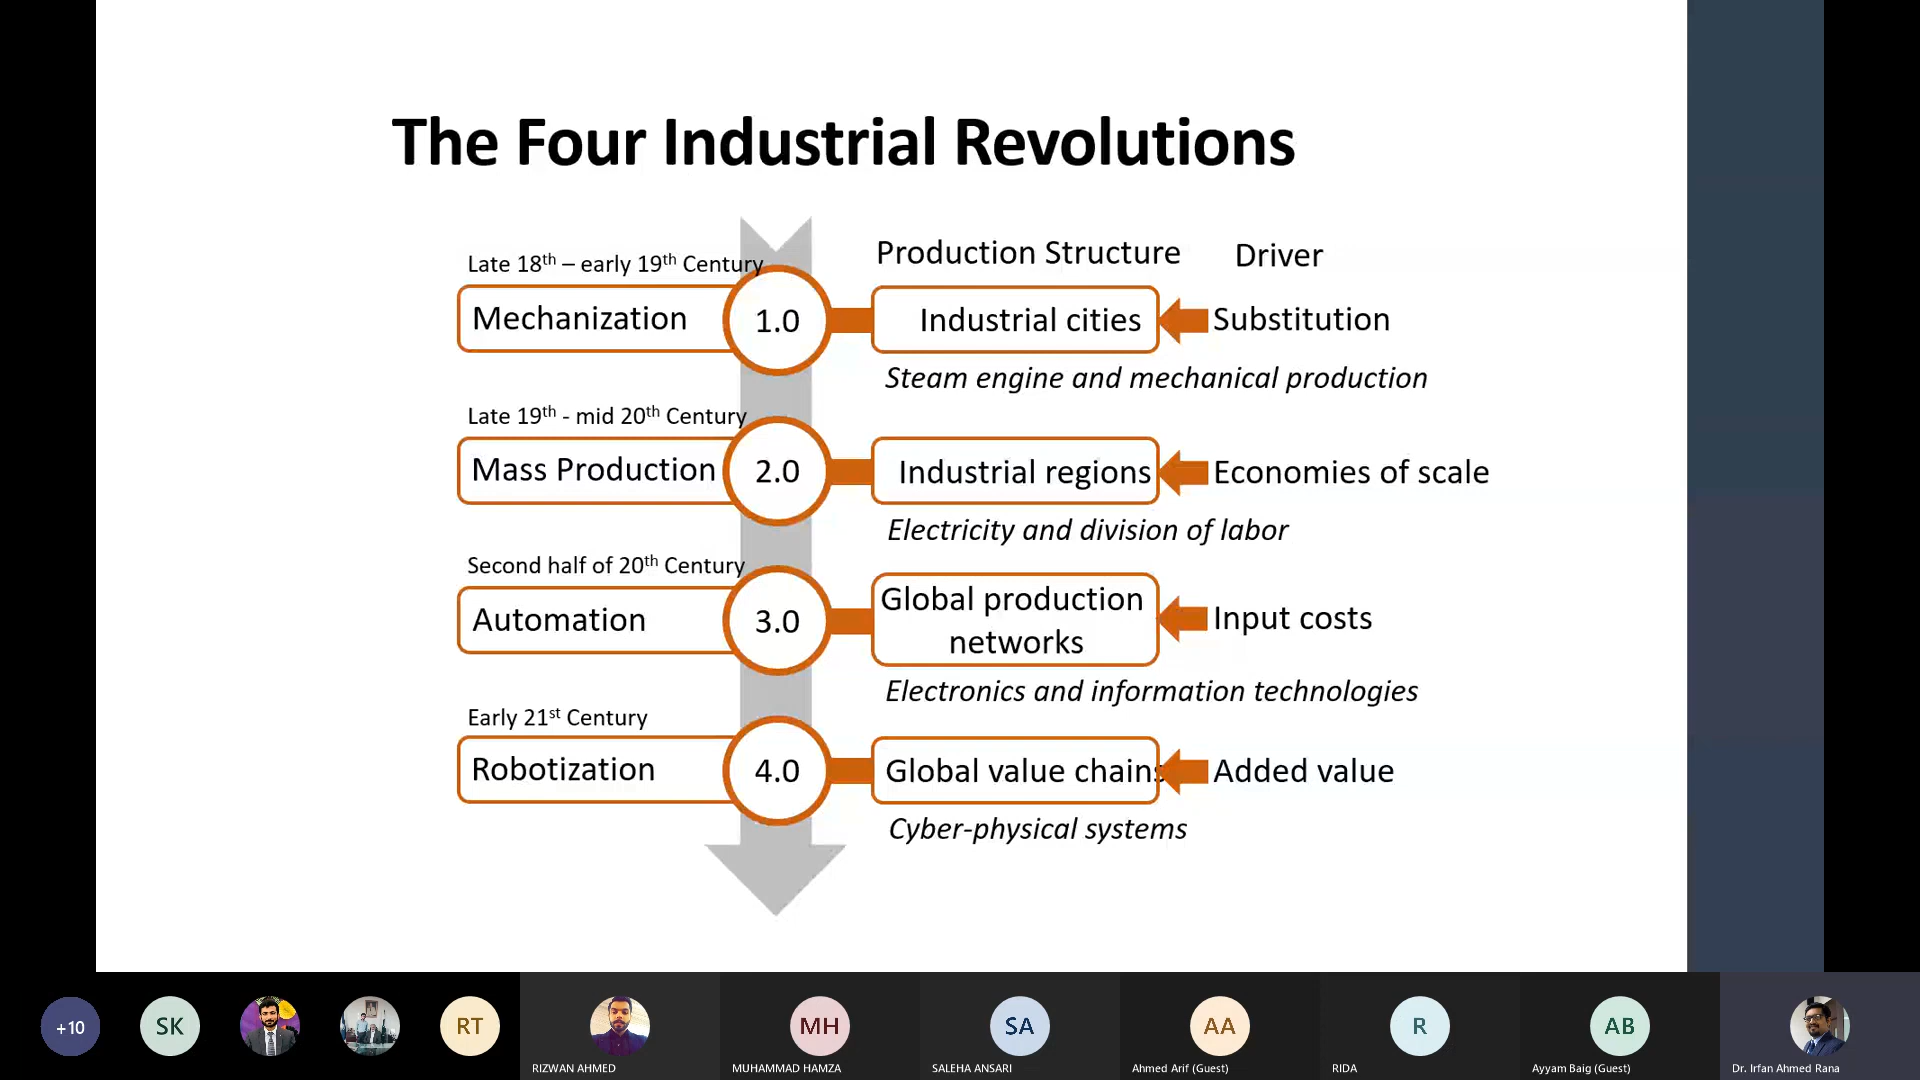 The Four Industrial Revolutions
Production Structure
Driver
Late 18th – early 19th Century
Mechanization
1.0
Industrial cities
Substitution
Steam engine and mechanical production
Late 19th - mid 20th Century
Mass Production
2.0
Industrial regions
Economies of scale
Electricity and division of labor
Second half of 20th Century
Automation
3.0
Global production
networks
Input costs
Electronics and information technologies
Early 21st Century
Robotization
4.0
Global value chains
Added value
Cyber-physical systems
+10
SK
RT
RIZWAN AHMED
MH
MUHAMMAD HAMZA
SA
SALEHA ANSARI
AA
Ahmed Arif (Guest)
R
RIDA
AB
Ayyam Baig (Guest)
Dr. Irfan Ahmed Rana